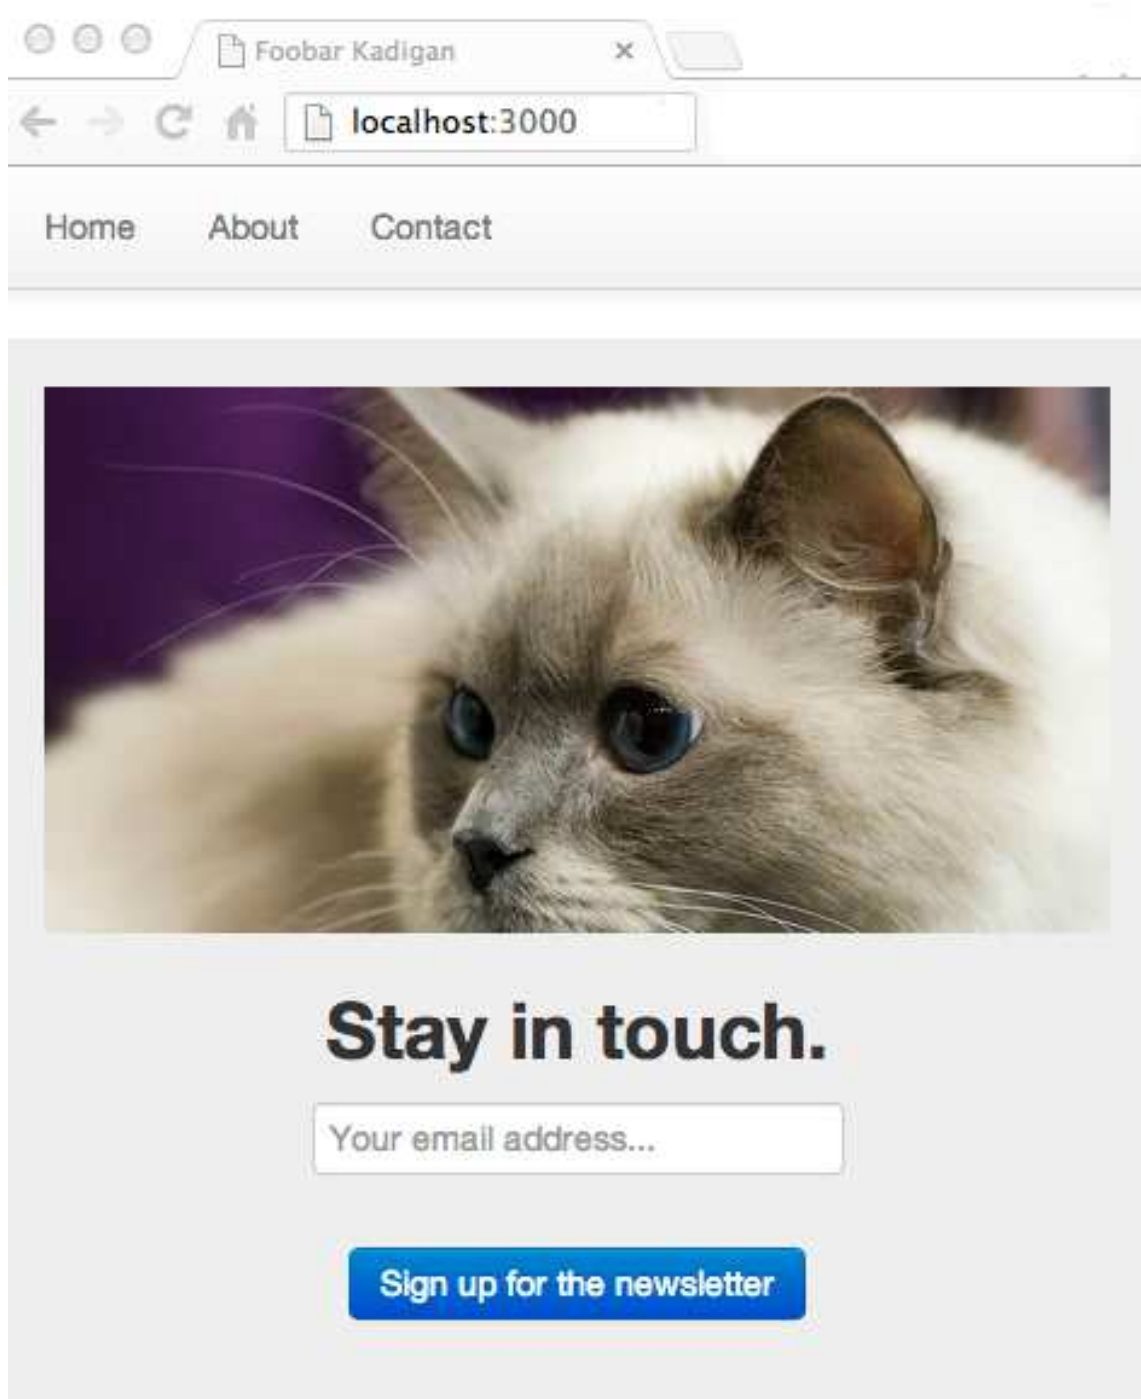 Foobar Kadigan
localhost:3000
Home About Contact
Stay in touch.
Your email address...
Sign up for the newsletter